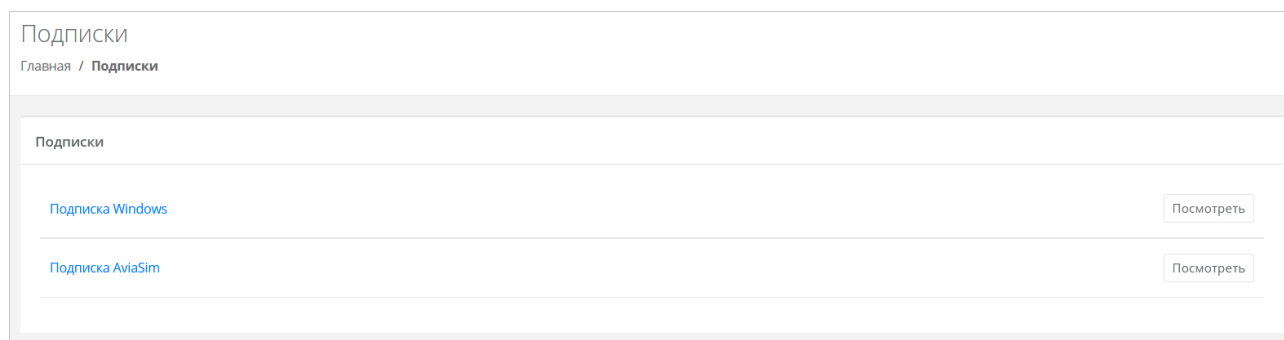 Подписки
Главная / Подписки
Подписки
Подписка Windows Посмотреть
Подписка AviaSim Посмотреть